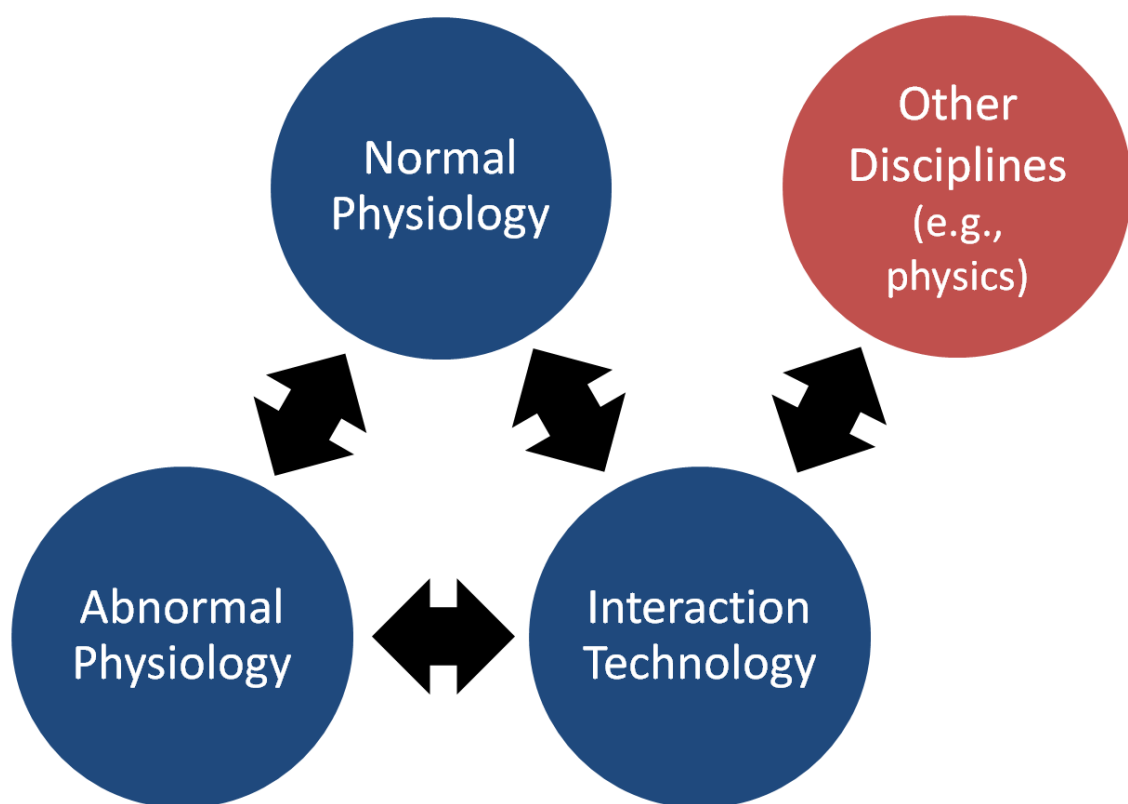 Normal
Physiology
Other
Disciplines
(e.g.,
physics)
Abnormal
Physiology
Interaction
Technology